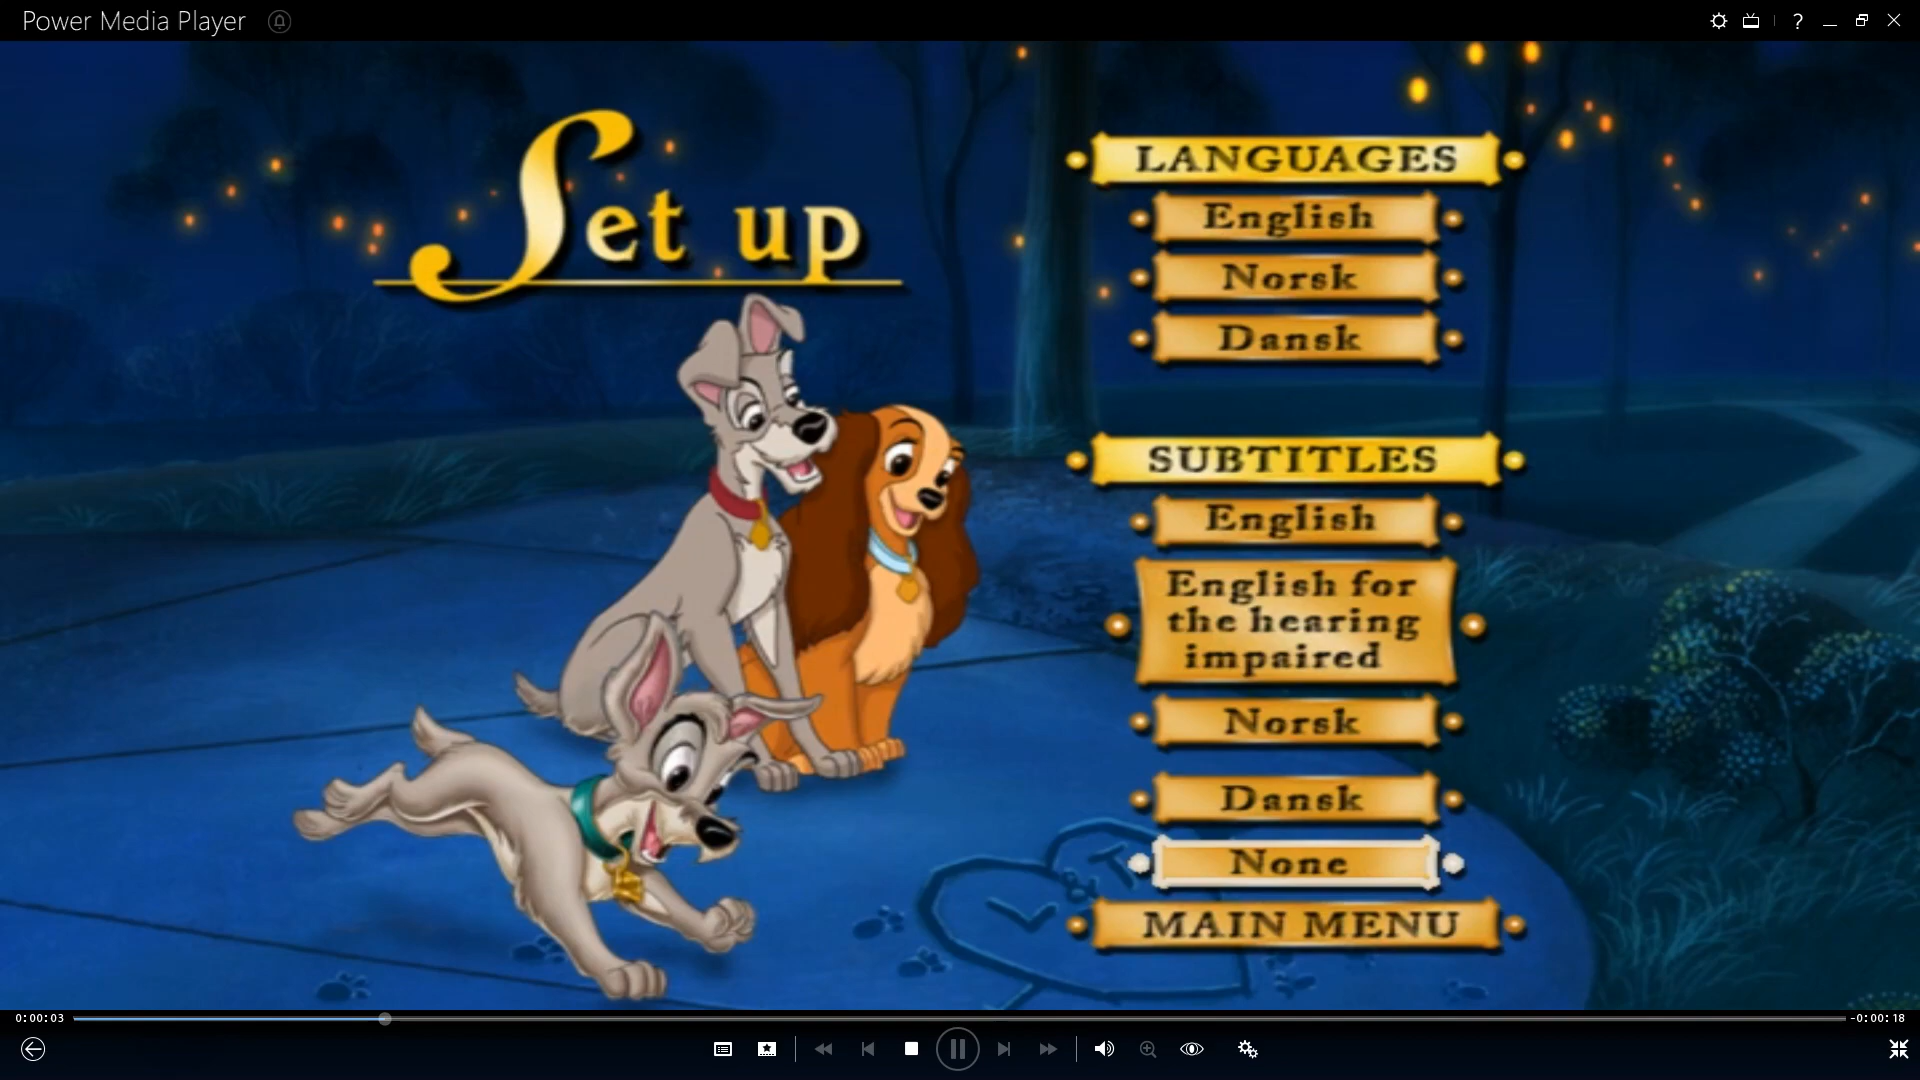 Power Media Player
Set up
LANGUAGES
English
Norsk
Dansk
SUBTITLES
English
English for
the hearing
impaired
Norsk
Dansk
None
MAIN MENU
L & T
0:00:03
-0:00:18